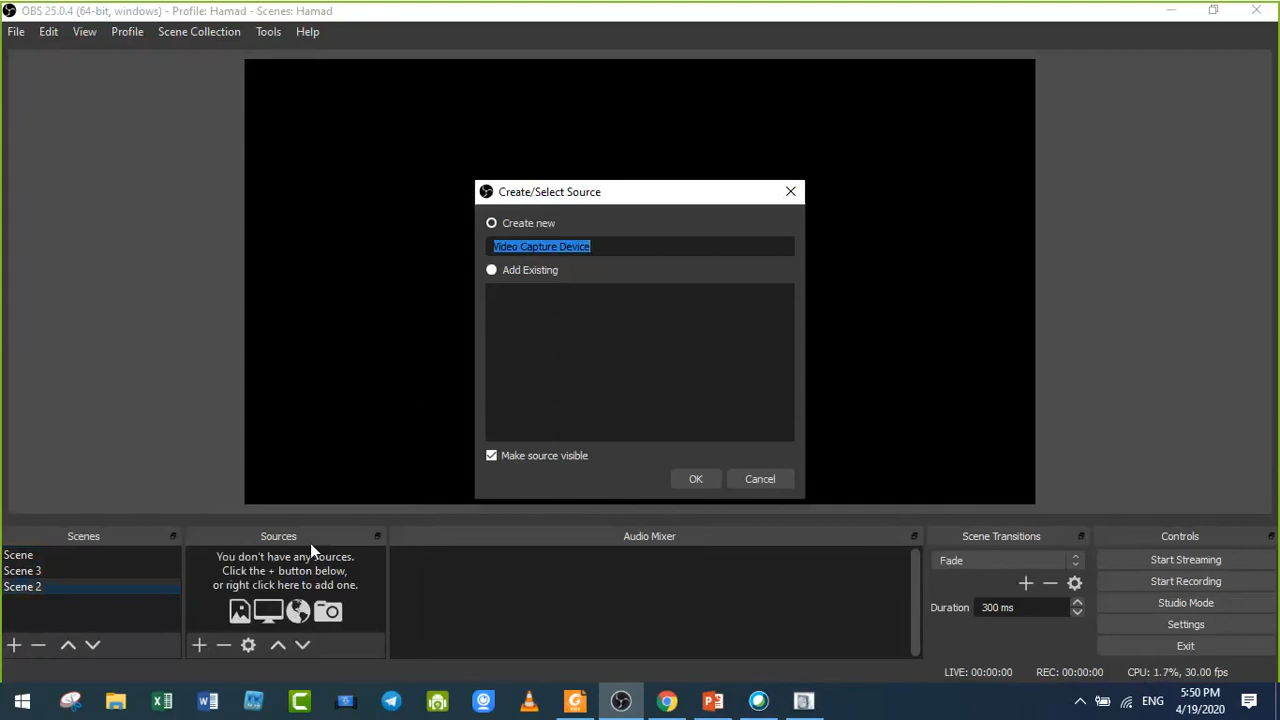 OBS 25.0.4 (64-bit, windows) - Profile: Hamad - Scenes: Hamad
File Edit View Profile Scene Collection Tools Help
Create/Select Source
Create new
Video Capture Device
Add Existing
Make source visible
OK Cancel
Scenes
Scene
Scene 3
Scene 2
Sources
You don't have any sources.
Click the + button below,
or right click here to add one.
Audio Mixer
Scene Transitions
Fade
Duration 300 ms
Controls
Start Streaming
Start Recording
Studio Mode
Settings
Exit
LIVE: 00:00:00 REC: 00:00:00 CPU: 1.7%, 30.00 fps
ENG
5:50 PM
4/19/2020